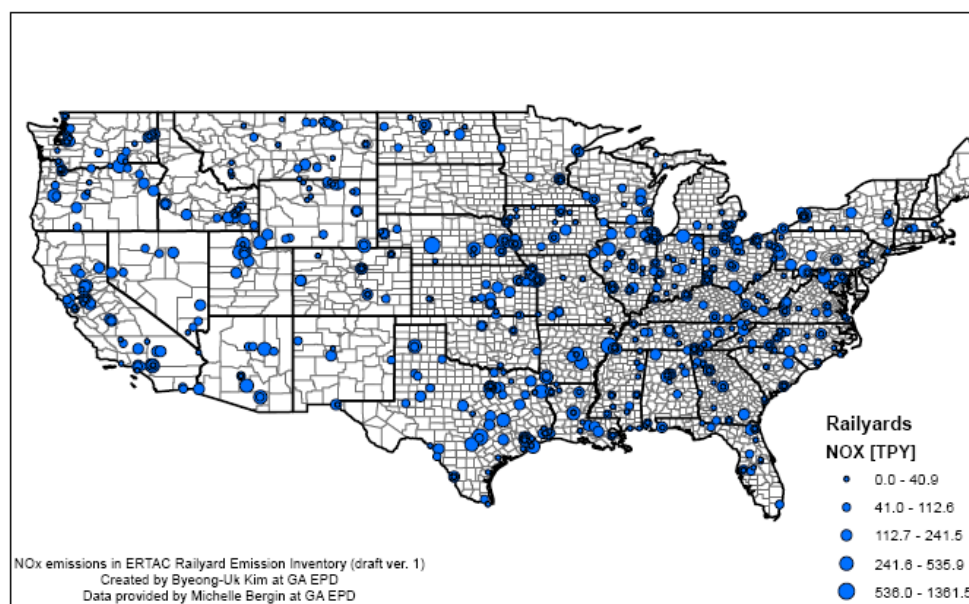 Railyards
NOX [TPY]
0.0 - 40.9
41.0 - 112.6
112.7 - 241.5
241.6 - 535.9
536.0 - 1361.5
NOx emissions in ERTAC Railyard Emission Inventory (draft ver. 1)
Created by Byeong-Uk Kim at GA EPD
Data provided by Michelle Bergin at GA EPD